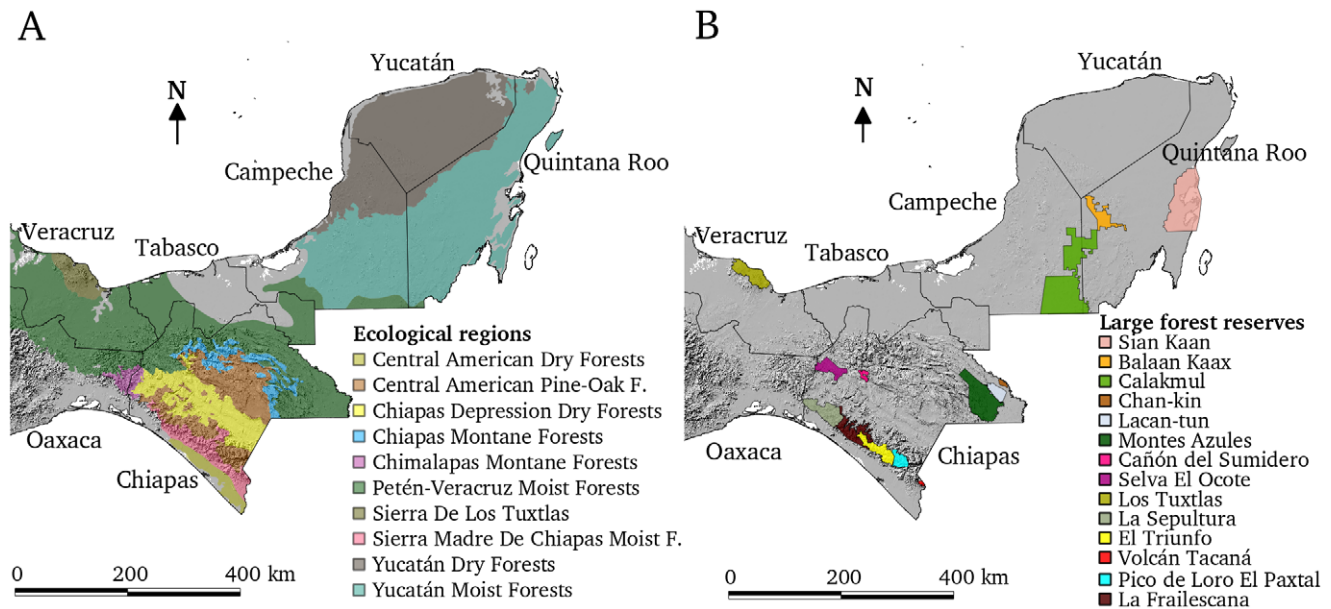 A
Yucatán
N
Campeche
Quintana Roo
Veracruz
Tabasco
Oaxaca
Chiapas
Ecological regions
Central American Dry Forests
Central American Pine-Oak F.
Chiapas Depression Dry Forests
Chiapas Montane Forests
Chimalapas Montane Forests
Petén-Veracruz Moist Forests
Sierra De Los Tuxtlas
Sierra Madre De Chiapas Moist F.
Yucatán Dry Forests
Yucatán Moist Forests
0 200 400 km
B
Yucatán
N
Quintana Roo
Campeche
Veracruz
Tabasco
Oaxaca
Chiapas
Large forest reserves
Sian Kaan
Balaan Kaax
Calakmul
Chan-kin
Lacan-tun
Montes Azules
Cañón del Sumidero
Selva El Ocote
Los Tuxtlas
La Sepultura
El Triunfo
Volcán Tacaná
Pico de Loro El Paxtal
La Frailescana
0 200 400 km